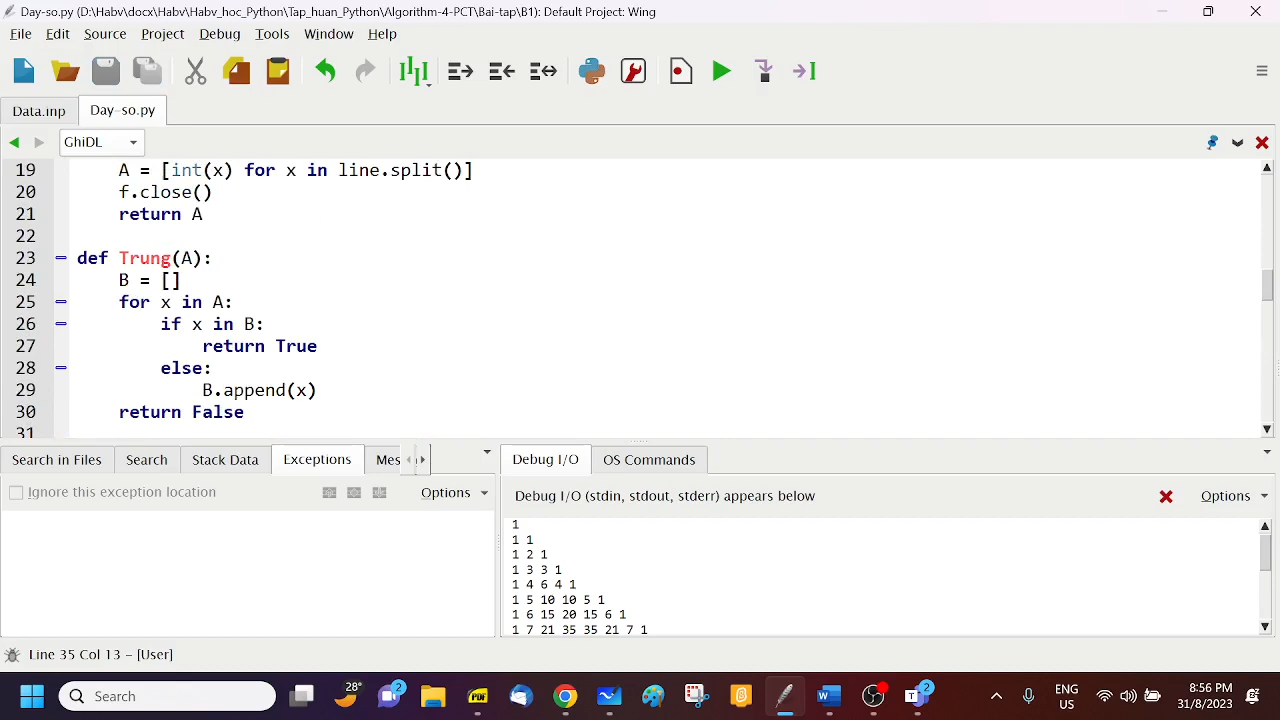 Day-so.py (D:\Habv\docx\Habv\Habv_hoc_Python\Tap_huan_Python\Algorithm-4-PCT\Bai-tap\B1): Default Project: Wing
File Edit Source Project Debug Tools Window Help
Data.inp Day-so.py
GhiDL
19 A = [int(x) for x in line.split()]
20 f.close()
21 return A
22
23 def Trung(A):
24 B = []
25 for x in A:
26 if x in B:
27 return True
28 else:
29 B.append(x)
30 return False
31
Search in Files Search Stack Data Exceptions Mes Debug I/O OS Commands
Ignore this exception location Options Debug I/O (stdin, stdout, stderr) appears below Options
1
1 1
1 2 1
1 3 3 1
1 4 6 4 1
1 5 10 10 5 1
1 6 15 20 15 6 1
1 7 21 35 35 21 7 1
Line 35 Col 13 – [User]
Search 28° 2 PDF 2 ENG 8:56 PM
US 31/8/2023